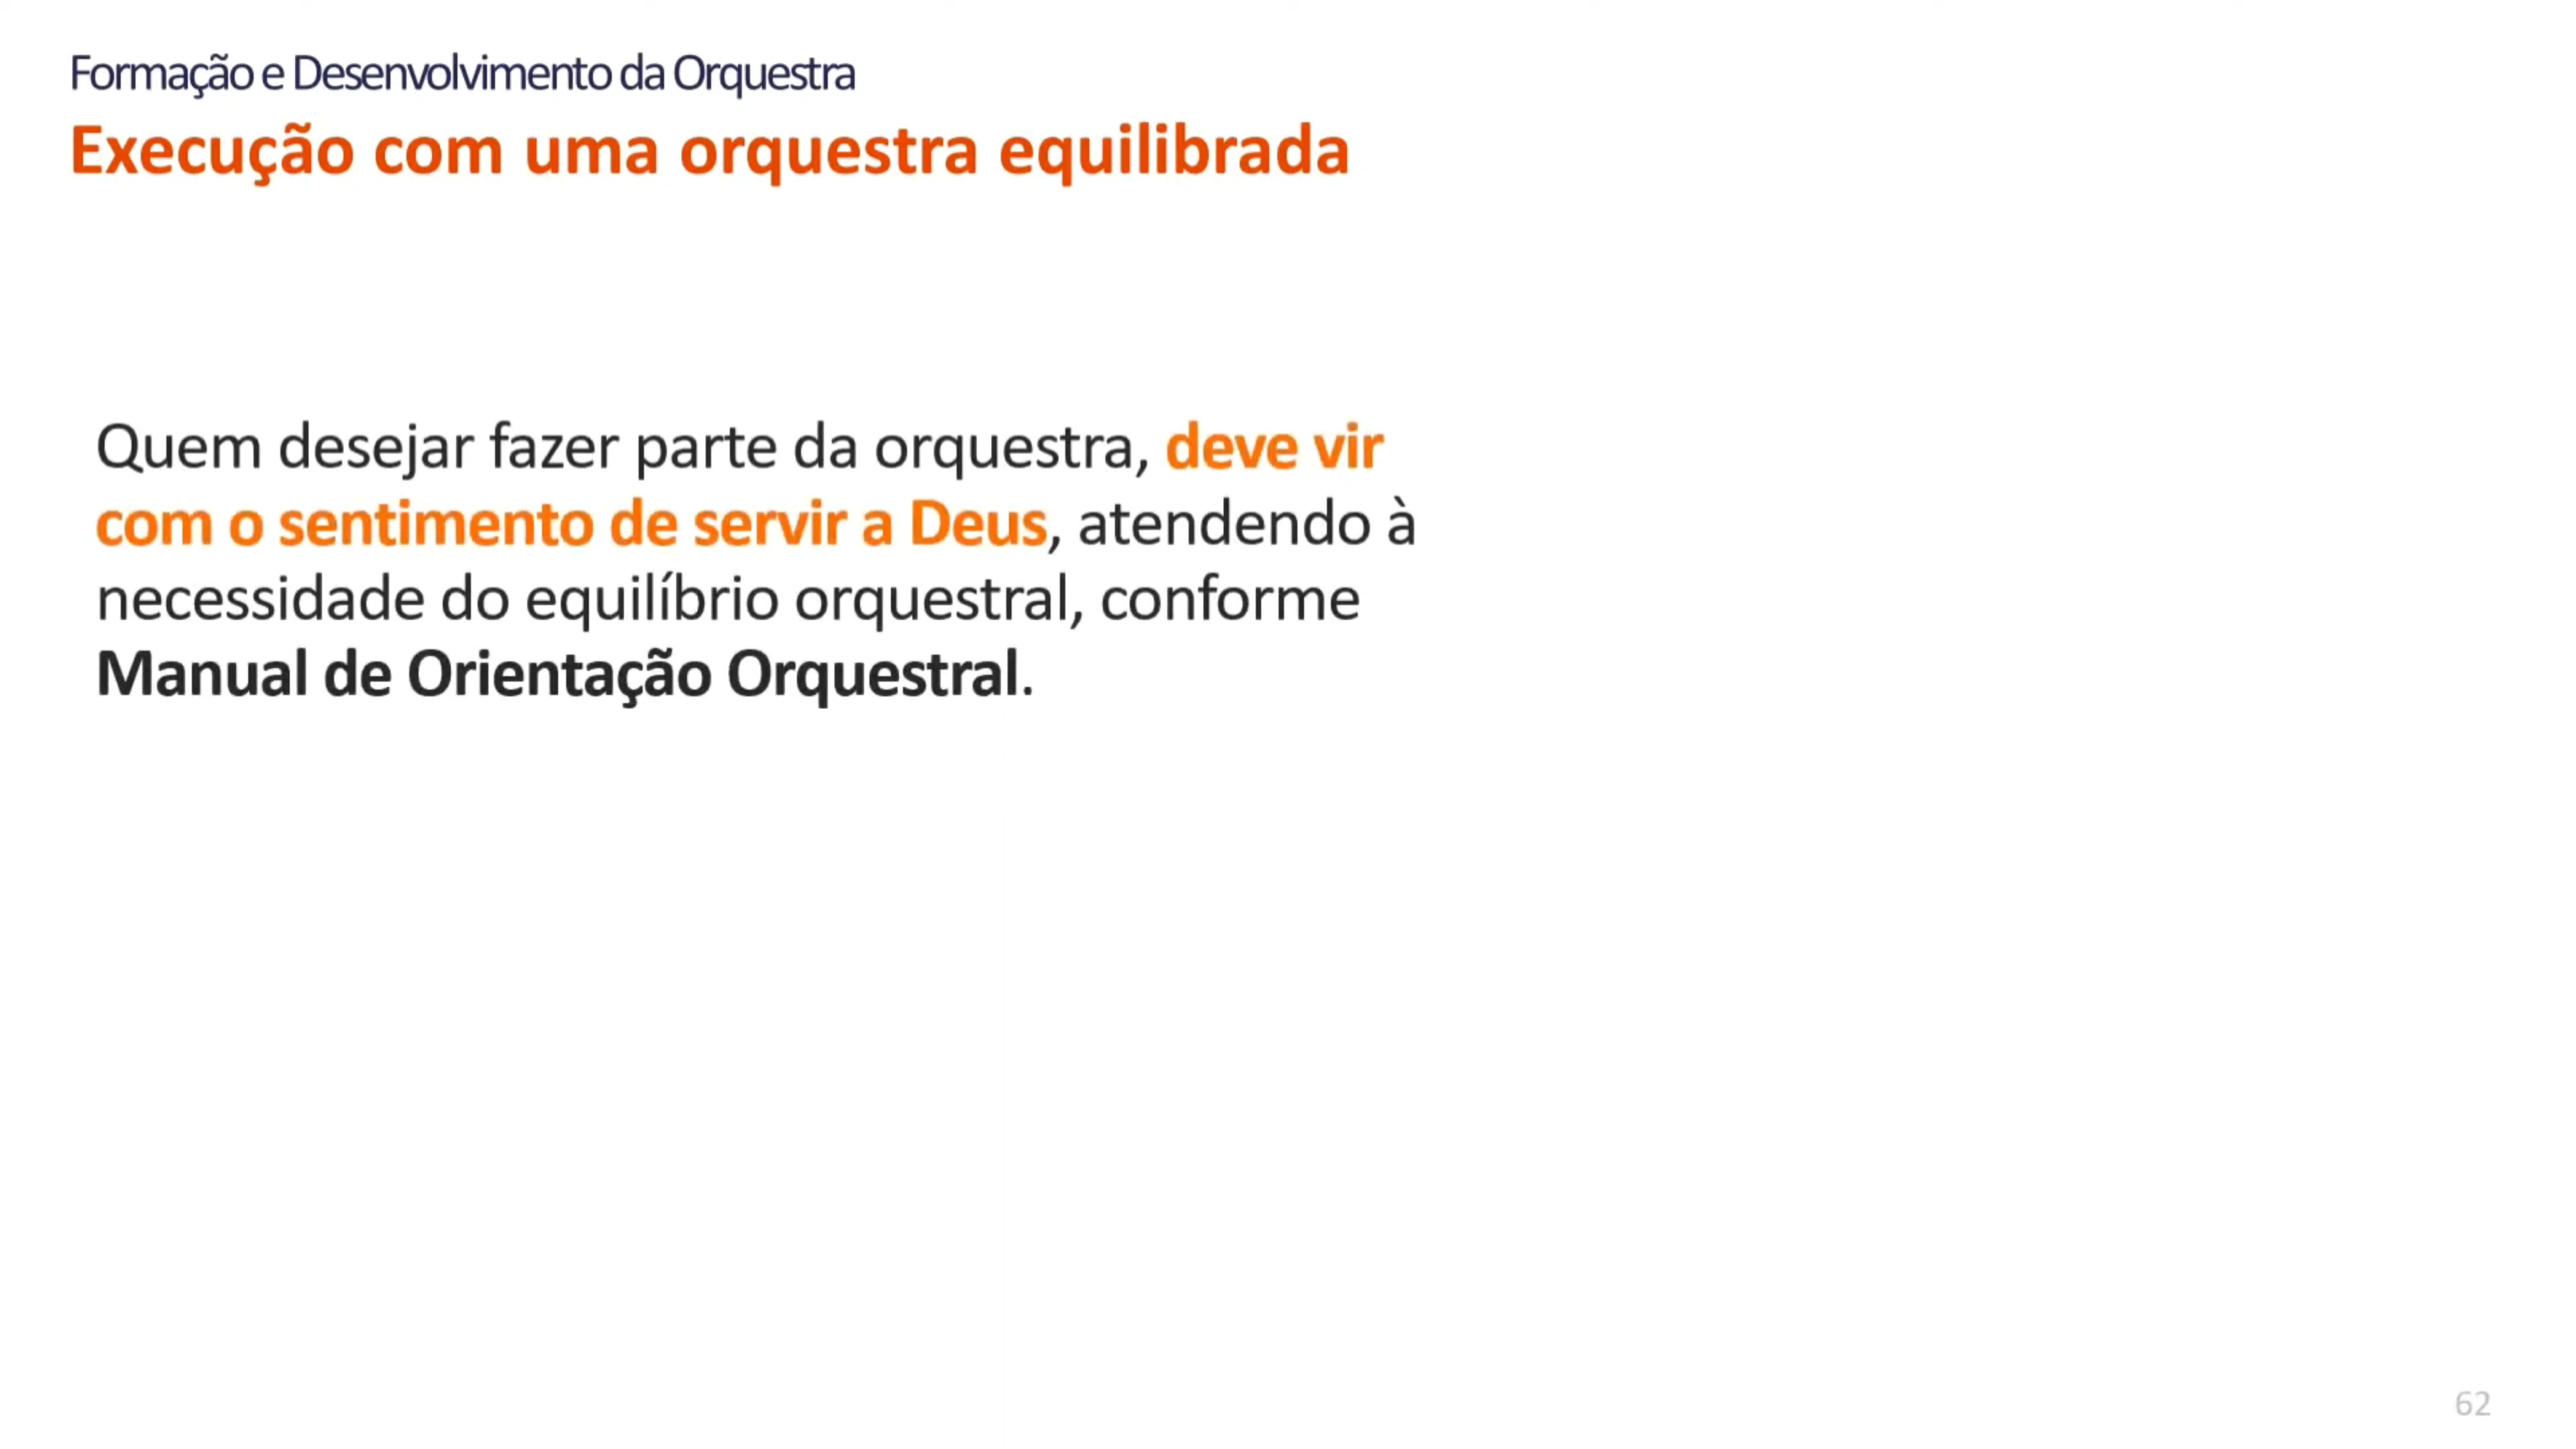 Formação e Desenvolvimento da Orquestra
Execução com uma orquestra equilibrada
Quem desejar fazer parte da orquestra, deve vir
com o sentimento de servir a Deus, atendendo à
necessidade do equilíbrio orquestral, conforme
Manual de Orientação Orquestral.
62